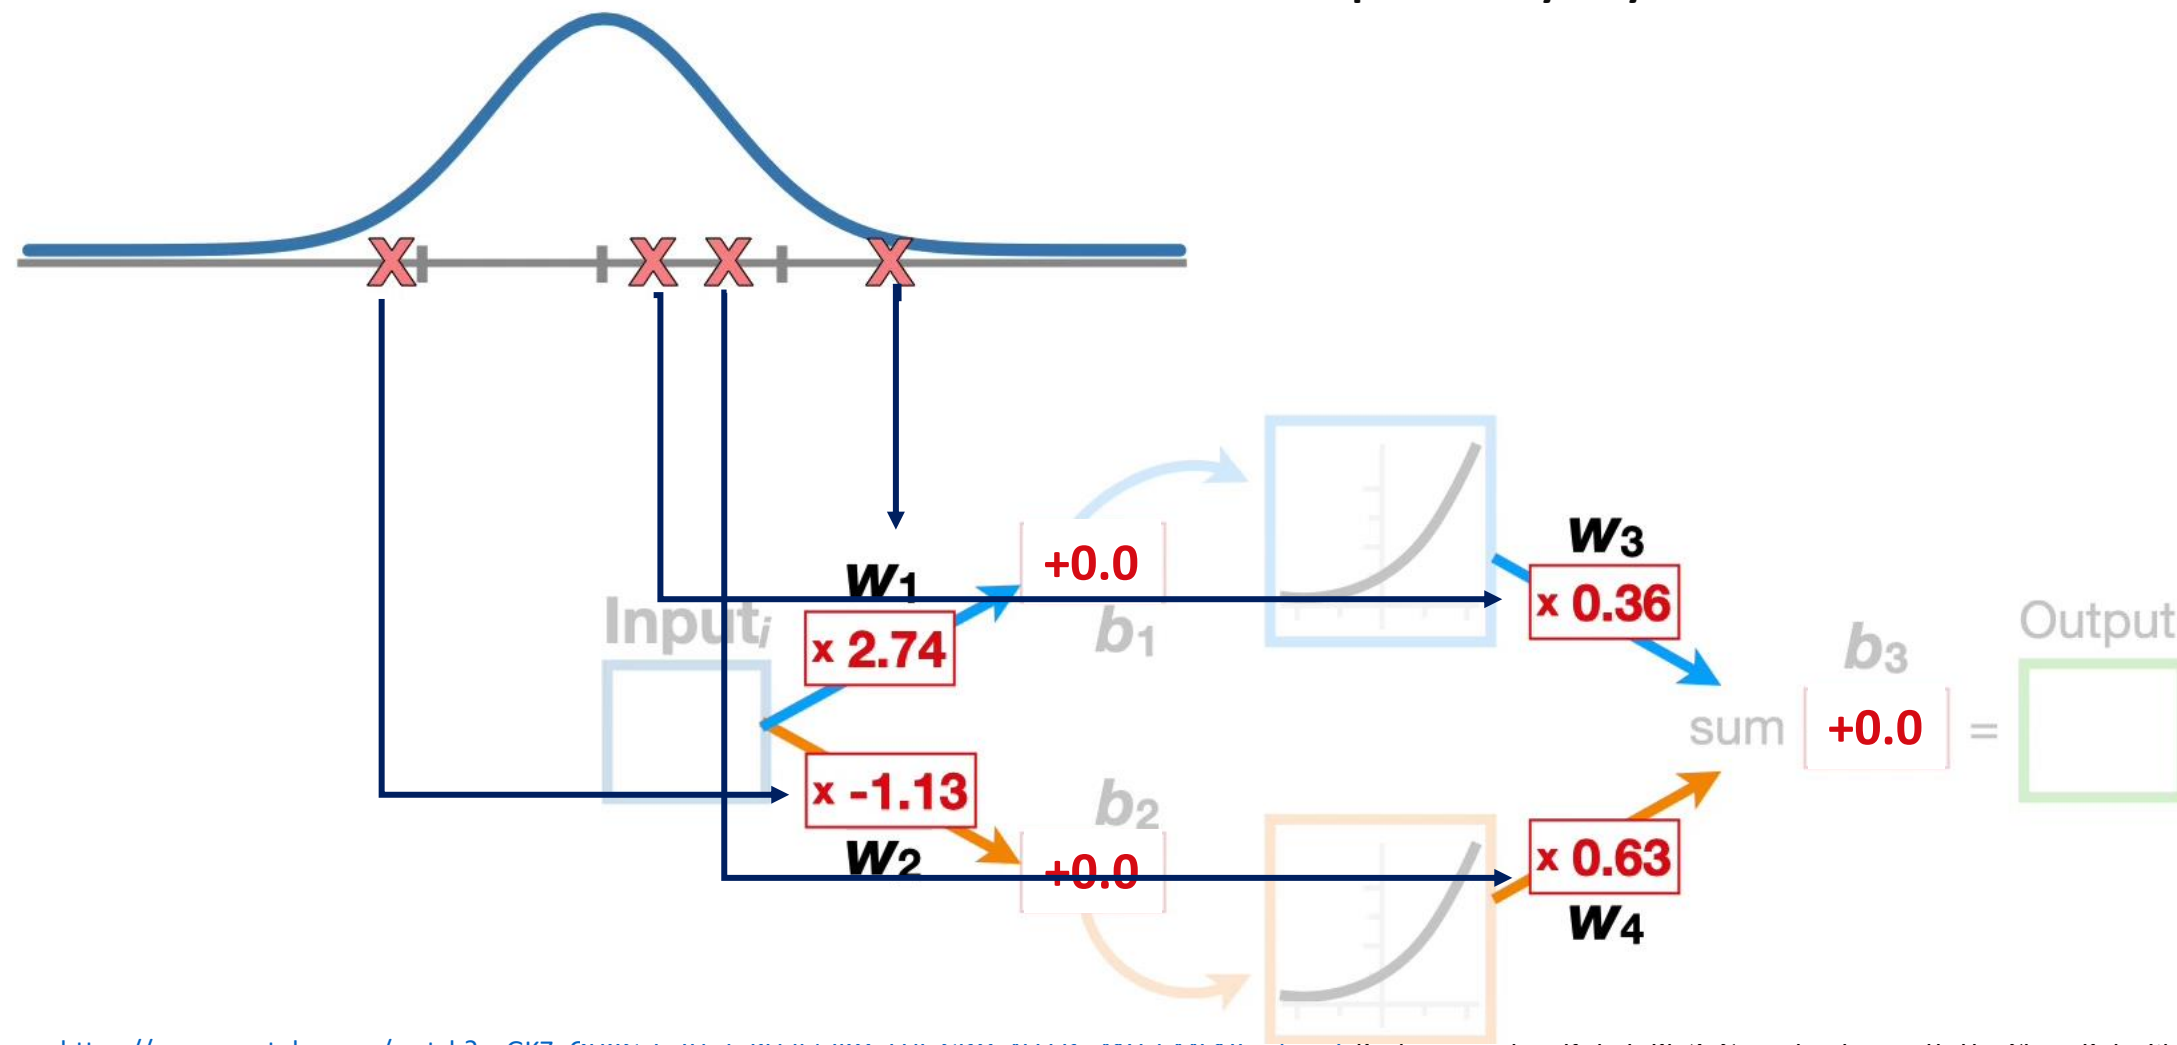 w1
+0.0
w3
Inputi
x 2.74
b1
x 0.36
Output
b3
sum
+0.0
=
x -1.13
b2
w2
+0.0
x 0.63
w4